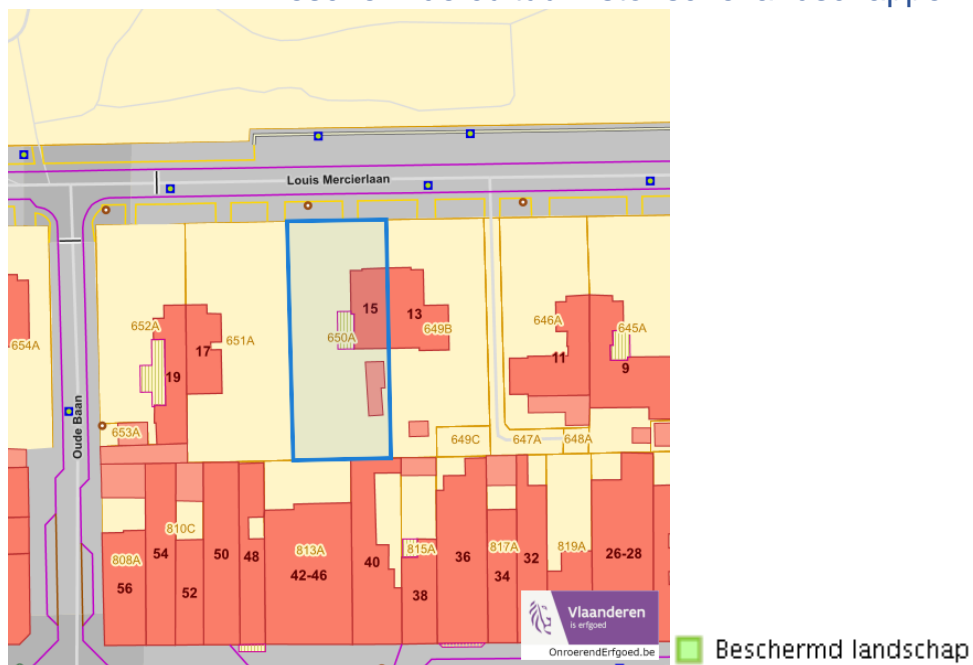 Louis Mercierlaan
Oude Baan
654A
652A
651A
650A
649B
646A
645A
17
15
13
19
11
9
653A
649C
647A
648A
810C
808A
813A
815A
817A
819A
56
54
52
50
48
42-46
40
38
36
34
32
26-28
Vlaanderen
is erfgoed
OnroerendErfgoed.be
Beschermd landschap